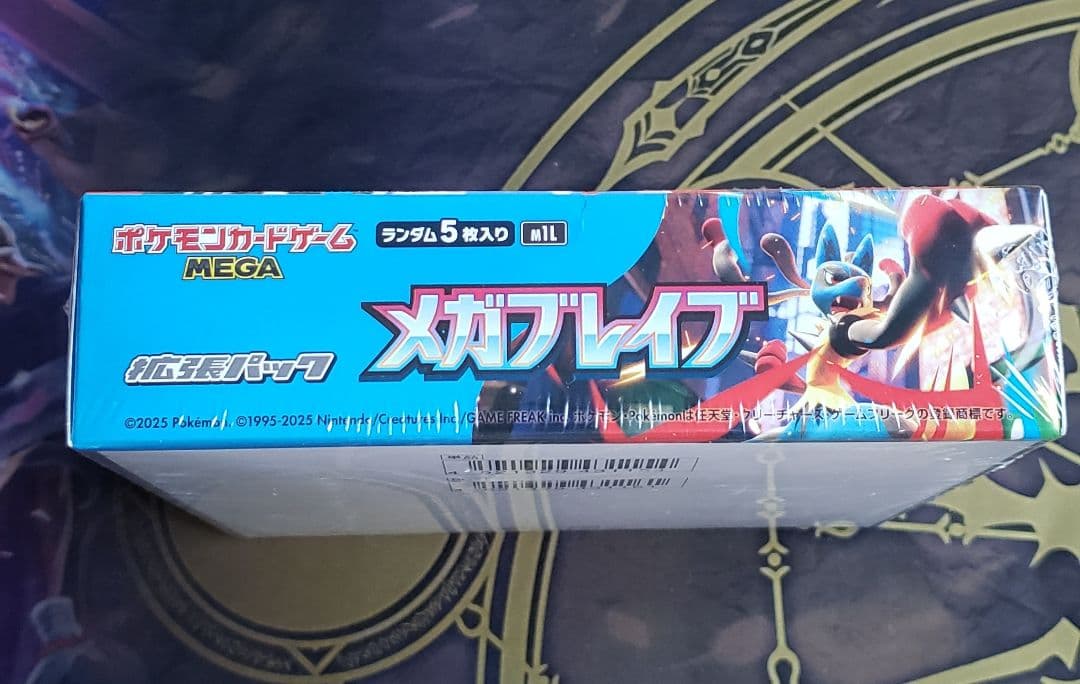 ポケモンカードゲーム
MEGA
ランダム5枚入り M1L
メガブレイブ
拡張パック
©2025 Pokémon. ©1995-2025 Nintendo/Creatures Inc./GAME FREAK inc. ポケモン・Pokémonは任天堂・クリーチャーズ・ゲームフリークの登録商標です。